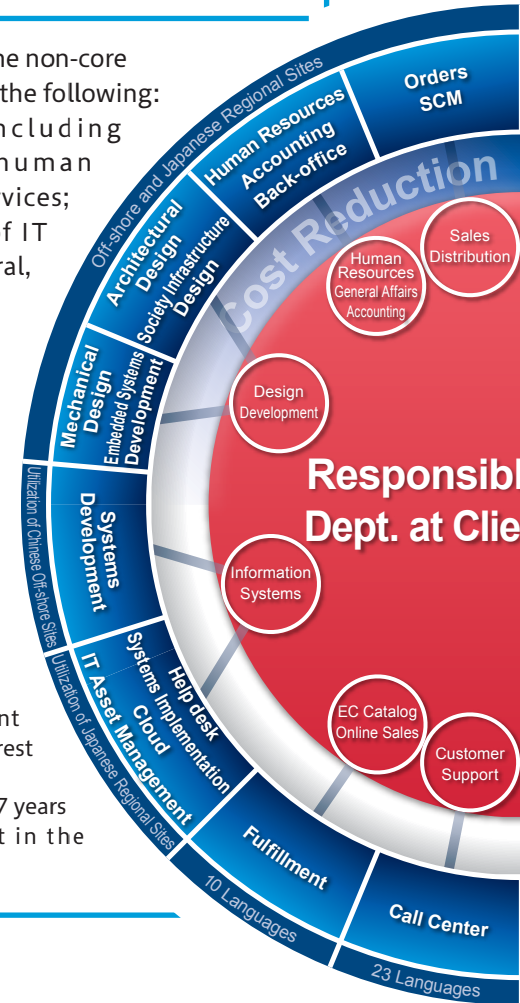 ne non-core
the following:
ncluding
human
vices;
of IT
ral,
nt
rest
7 years
t in the
Off-shore and Japanese Regional Sites
Utilization of Chinese Off-shore Sites
Utilization of Japanese Regional Sites
10 Languages
23 Languages
Orders
SCM
Human Resources
Accounting
Back-office
Architectural
Design
Society Infrastructure
Design
Mechanical
Design
Embedded Systems
Development
Systems
Development
Help desk
Systems Implementation
Cloud
IT Asset Management
Fulfillment
Call Center
Cost Reduction
Sales
Distribution
Human
Resources
General Affairs
Accounting
Design
Development
Information
Systems
EC Catalog
Online Sales
Customer
Support
Responsibl
Dept. at Clie